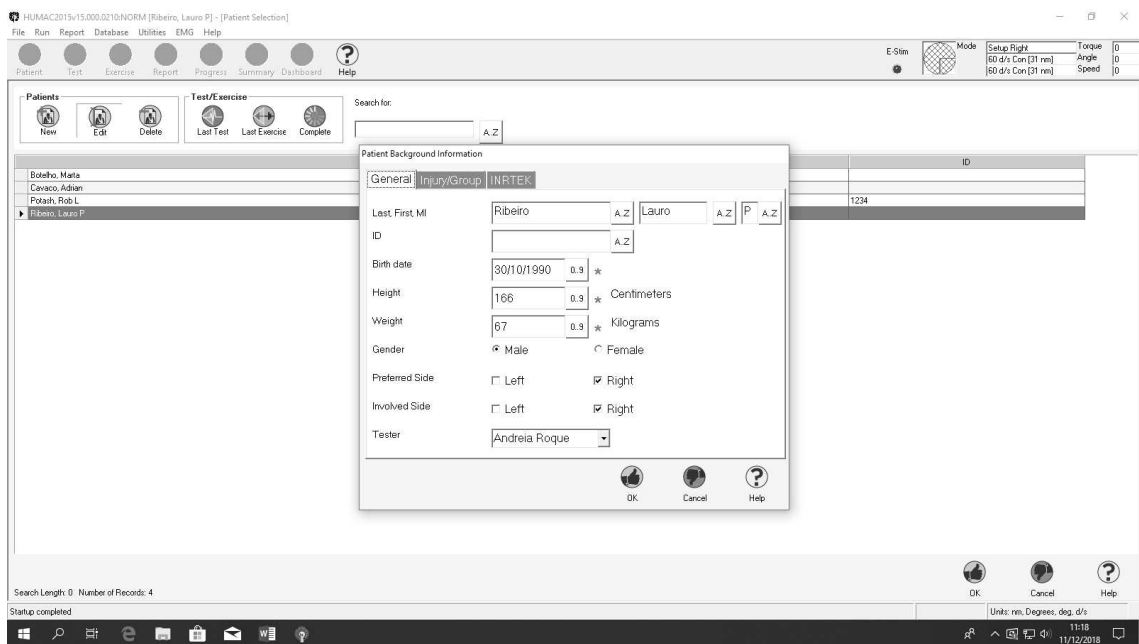 HUMAC2015v15.000.0210:NORM [Ribeiro, Lauro P] - [Patient Selection]
File Run Report Database Utilities EMG Help
Patient Test Exercise Report Progress Summary Dashboard Help
E-Stim
Mode
Setup Right
60 d/s Con [31 nm]
60 d/s Con [31 nm]
Torque 0
Angle 0
Speed 0
Patients
New Edit Delete
Test/Exercise
Last Test Last Exercise Complete
Search for:
A.Z
ID
Botelho, Marta
Cavaco, Adrian
Potash, Rob L 1234
Ribeiro, Lauro P
Patient Background Information
General Injury/Group INRTEK
Last, First, MI Ribeiro A.Z Lauro A.Z P A.Z
ID A.Z
Birth date 30/10/1990 0..9 *
Height 166 0..9 * Centimeters
Weight 67 0..9 * Kilograms
Gender Male Female
Preferred Side Left Right
Involved Side Left Right
Tester Andreia Roque
OK Cancel Help
OK Cancel Help
Search Length: 0 Number of Records: 4
Startup completed
Units: nm, Degrees, deg, d/s
11:18
11/12/2018